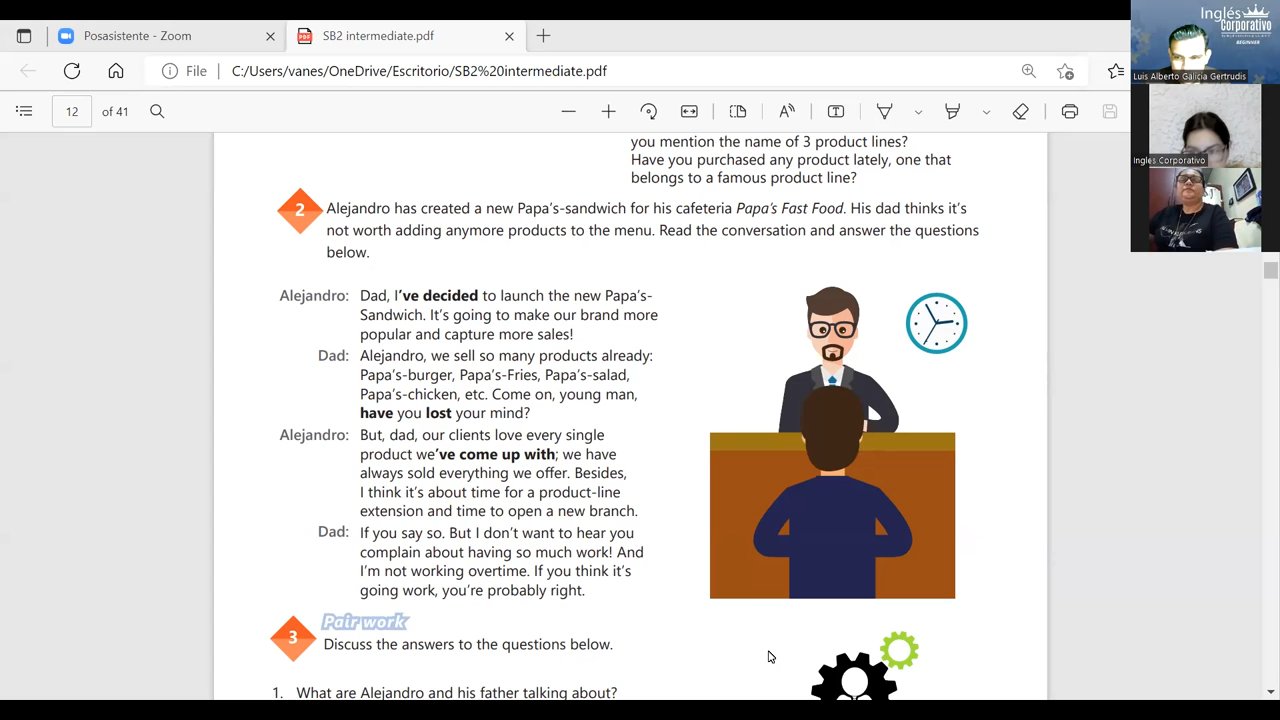 Posasistente - Zoom
SB2 intermediate.pdf
File
C:/Users/vanes/OneDrive/Escritorio/SB2%20intermediate.pdf
12 of 41
you mention the name of 3 product lines?
Have you purchased any product lately, one that
belongs to a famous product line?
2
Alejandro has created a new Papa's-sandwich for his cafeteria Papa's Fast Food. His dad thinks it's
not worth adding anymore products to the menu. Read the conversation and answer the questions
below.
Alejandro: Dad, I've decided to launch the new Papa's-
Sandwich. It's going to make our brand more
popular and capture more sales!
Dad: Alejandro, we sell so many products already:
Papa's-burger, Papa's-Fries, Papa's-salad,
Papa's-chicken, etc. Come on, young man,
have you lost your mind?
Alejandro: But, dad, our clients love every single
product we've come up with; we have
always sold everything we offer. Besides,
I think it's about time for a product-line
extension and time to open a new branch.
Dad: If you say so. But I don't want to hear you
complain about having so much work! And
I'm not working overtime. If you think it's
going work, you're probably right.
3
Pair work
Discuss the answers to the questions below.
1. What are Alejandro and his father talking about?
Inglés
Corporativo
BEGINNER
Luis Alberto Galicia Gertrudis
Ingles Corporativo